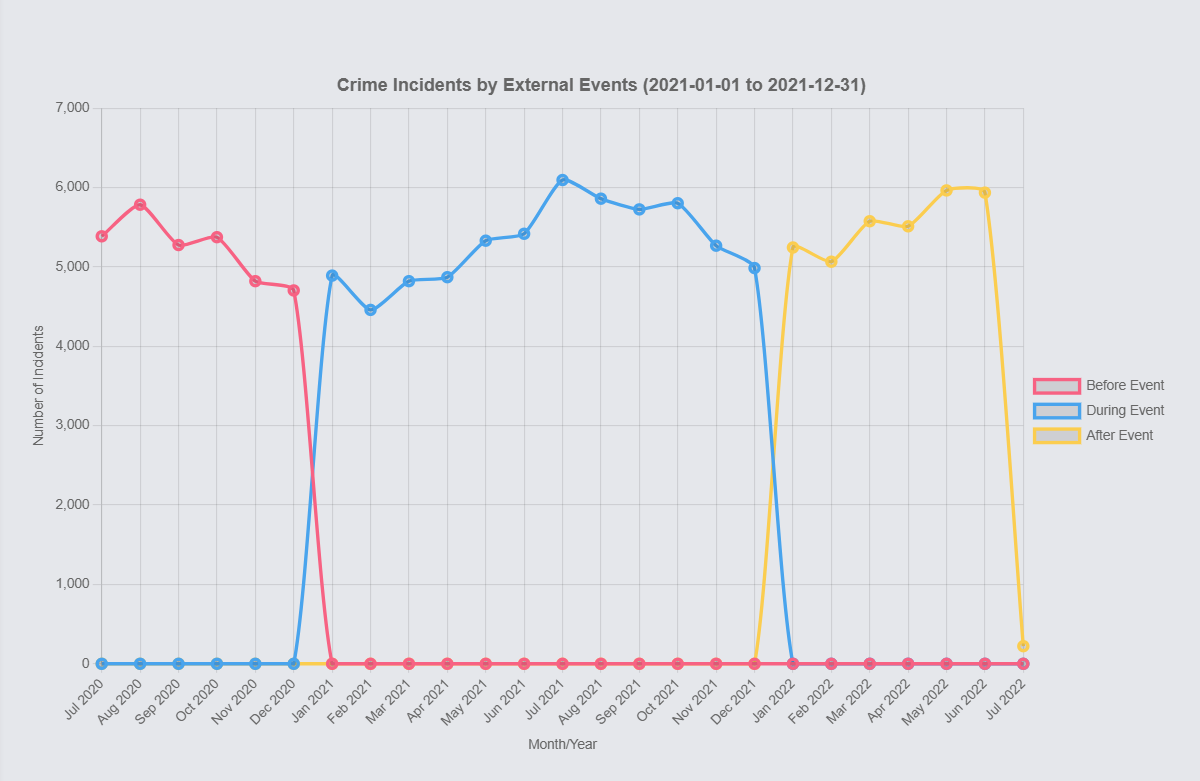 Crime Incidents by External Events (2021-01-01 to 2021-12-31)
7,000
6,000
5,000
4,000
3,000
2,000
1,000
0
Number of Incidents
Jul 2020
Aug 2020
Sep 2020
Oct 2020
Nov 2020
Dec 2020
Jan 2021
Feb 2021
Mar 2021
Apr 2021
May 2021
Jun 2021
Jul 2021
Aug 2021
Sep 2021
Oct 2021
Nov 2021
Dec 2021
Jan 2022
Feb 2022
Mar 2022
Apr 2022
May 2022
Jun 2022
Jul 2022
Month/Year
Before Event
During Event
After Event